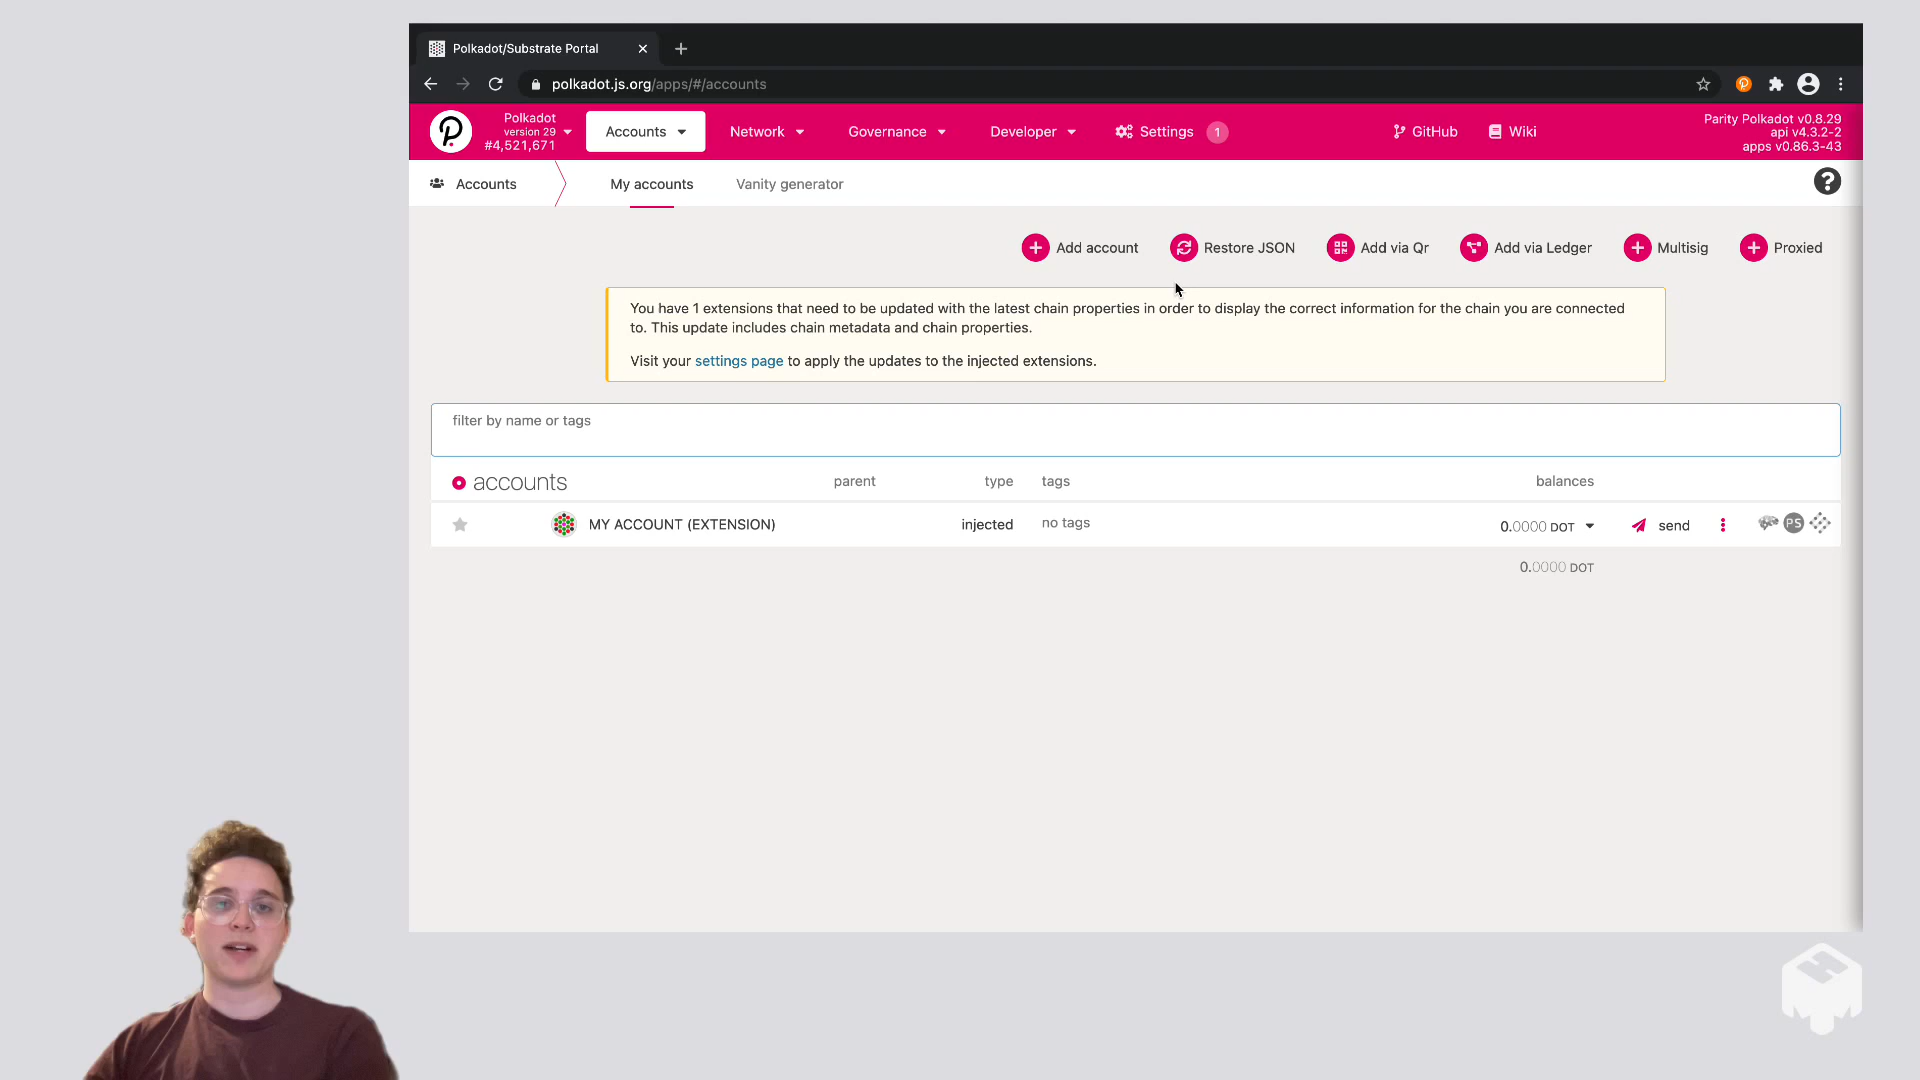 Polkadot/Substrate Portal
polkadot.js.org/apps/#/accounts
Polkadot
version 29
#4,521,671
Accounts
Network
Governance
Developer
Settings
1
GitHub
Wiki
Parity Polkadot v0.8.29
api v4.3.2-2
apps v0.86.3-43
Accounts
My accounts
Vanity generator
Add account
Restore JSON
Add via Qr
Add via Ledger
Multisig
Proxied
You have 1 extensions that need to be updated with the latest chain properties in order to display the correct information for the chain you are connected
to. This update includes chain metadata and chain properties.
Visit your settings page to apply the updates to the injected extensions.
filter by name or tags
accounts
parent
type
tags
balances
MY ACCOUNT (EXTENSION)
injected
no tags
0.0000 DOT
send
PS
0.0000 DOT